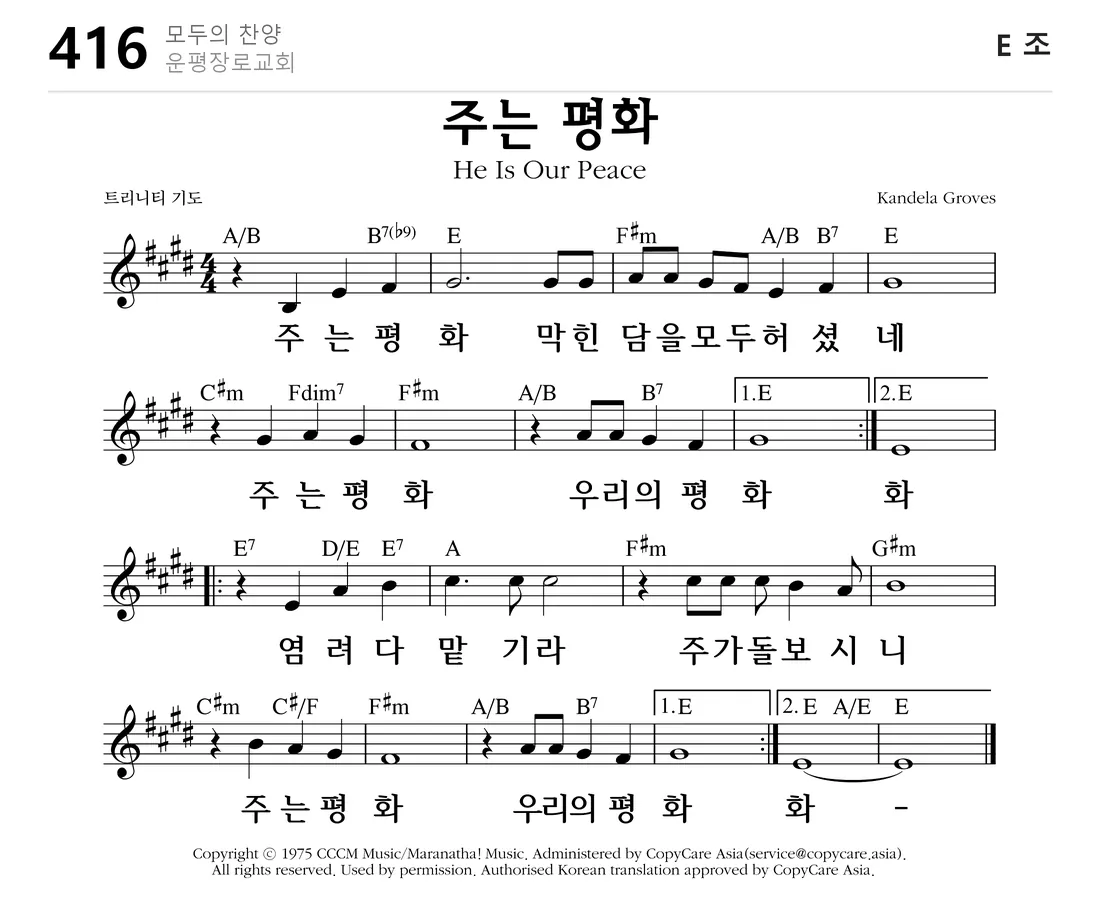 416 모두의 찬양
운평장로교회
E 조
주는 평화
He Is Our Peace
트리니티 기도
Kandela Groves
A/B B7(♭9) E F♯m A/B B7 E
주 는 평 화 막힌 담을모두허 셨 네
C♯m Fdim7 F♯m A/B B7 1.E 2.E
주 는 평 화 우리의 평 화 화
E7 D/E E7 A F♯m G♯m
염 려 다 맡 기라 주가돌보 시 니
C♯m C♯/F F♯m A/B B7 1. E 2. E A/E E
주 는 평 화 우리의 평 화 화 -
Copyright ⓒ 1975 CCCM Music/Maranatha! Music. Administered by CopyCare Asia(service@copycare.asia).
All rights reserved. Used by permission. Authorised Korean translation approved by CopyCare Asia.